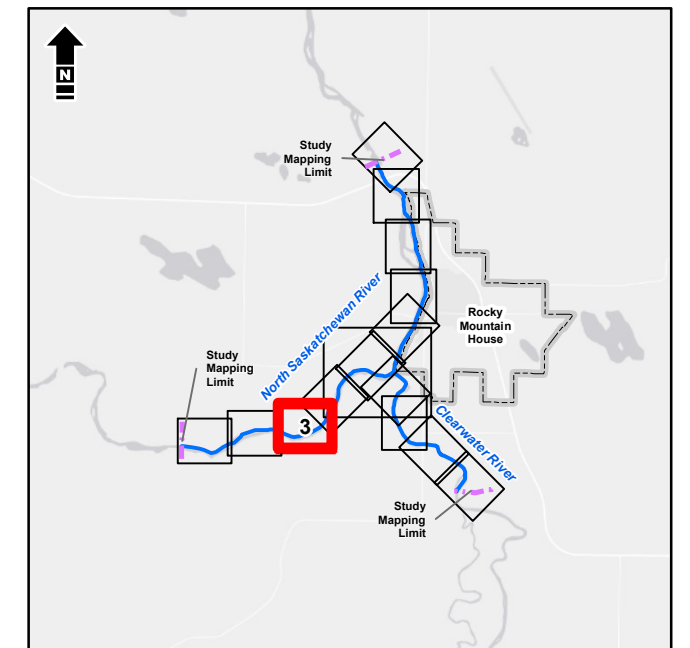 N
Study
Mapping
Limit
North Saskatchewan River
Rocky
Mountain
House
Study
Mapping
Limit
3
Clearwater River
Study
Mapping
Limit